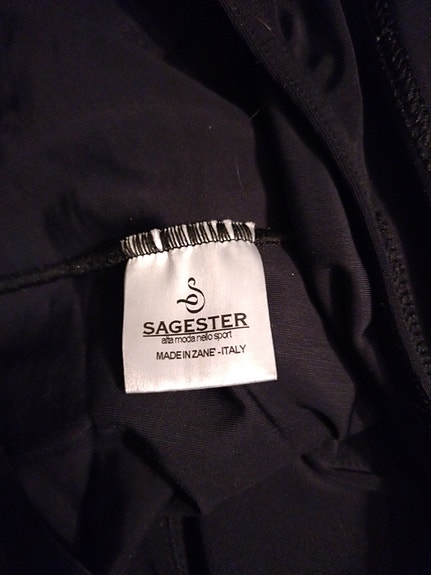 SAGESTER
alta moda nello sport
MADE IN ZANE' - ITALY